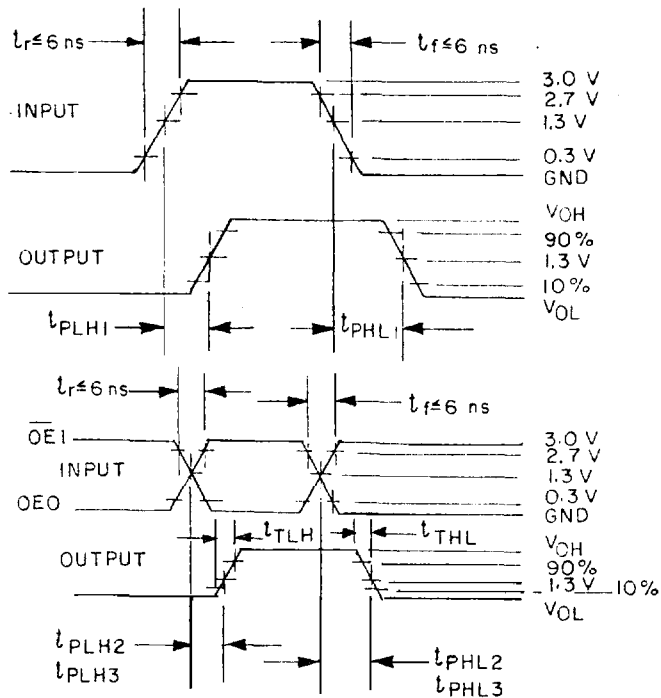 tr≤6 ns
tf≤6 ns
3.0 V
2.7 V
INPUT
1.3 V
0.3 V
GND
VOH
90%
OUTPUT
1.3 V
10%
VOL
tPLH1
tPHL1
tr≤6 ns
tf≤6 ns
OE1
3.0 V
2.7 V
INPUT
1.3 V
0.3 V
OE0
GND
tTLH
tTHL
VOH
OUTPUT
90%
1.3 V 10%
VOL
tPLH2
tPHL2
tPLH3
tPHL3